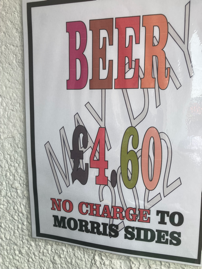 BEER
MAY DAY
£4.60
2022
NO CHARGE TO
MORRIS SIDES